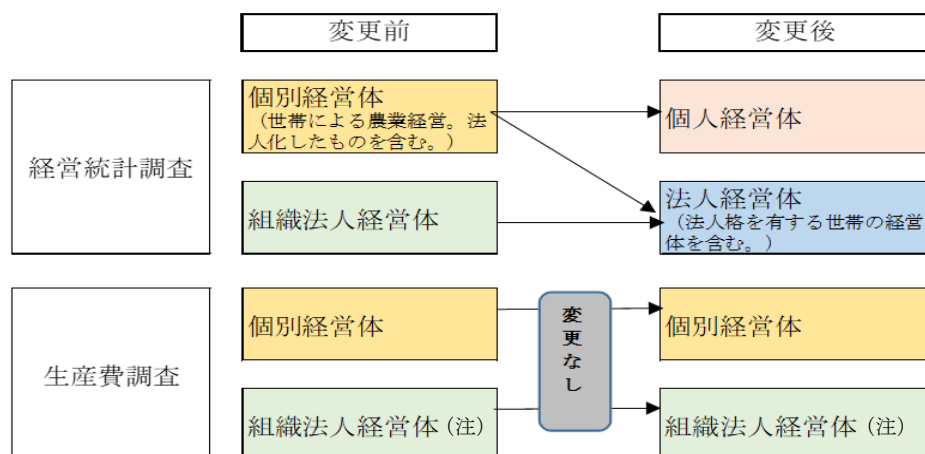 変更前
変更後
経営統計調査
個別経営体
（世帯による農業経営。法
人化したものを含む。）
個人経営体
組織法人経営体
法人経営体
（法人格を有する世帯の経営
体を含む。）
生産費調査
個別経営体
変更なし
個別経営体
組織法人経営体（注）
組織法人経営体（注）